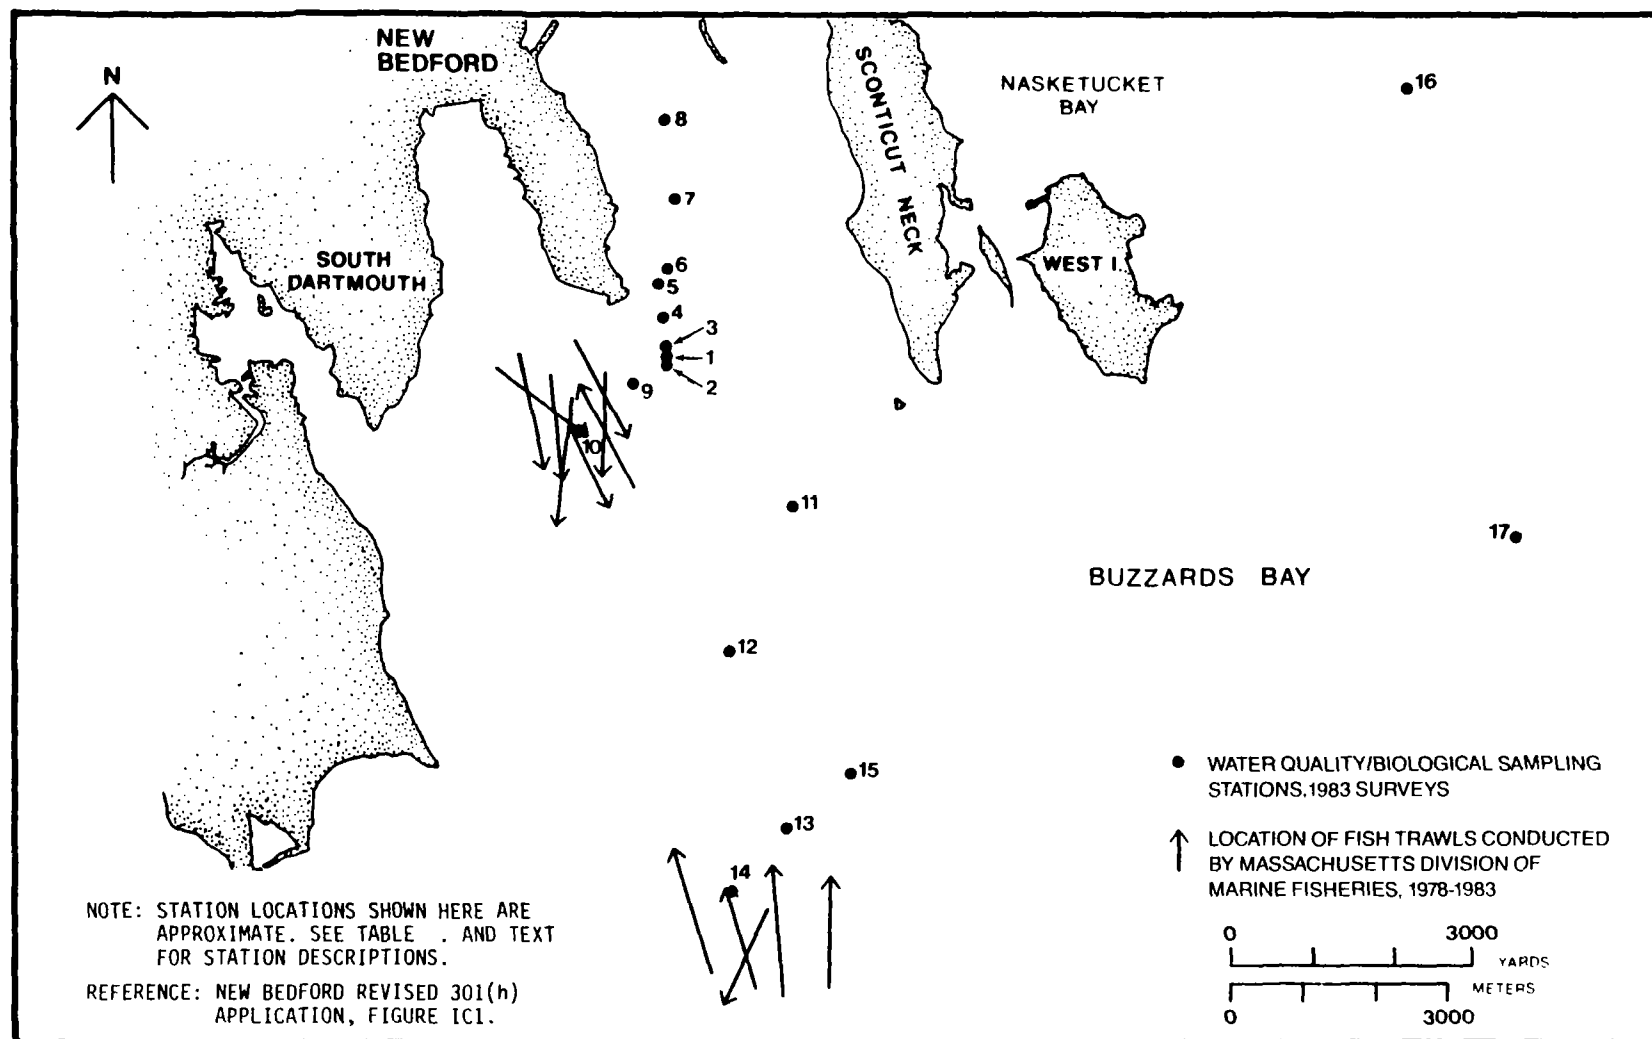 N
NEW
BEDFORD
SCONTICUT NECK
NASKETUCKET
BAY
16
8
7
SOUTH
DARTMOUTH
6
5
WEST I.
4
3
1
2
9
10
11
17
BUZZARDS BAY
12
15
13
14
WATER QUALITY/BIOLOGICAL SAMPLING
STATIONS, 1983 SURVEYS
LOCATION OF FISH TRAWLS CONDUCTED
BY MASSACHUSETTS DIVISION OF
MARINE FISHERIES, 1978-1983
NOTE: STATION LOCATIONS SHOWN HERE ARE
APPROXIMATE. SEE TABLE . AND TEXT
FOR STATION DESCRIPTIONS.
REFERENCE: NEW BEDFORD REVISED 301(h)
APPLICATION, FIGURE IC1.
0 3000
YARDS
METERS
0 3000